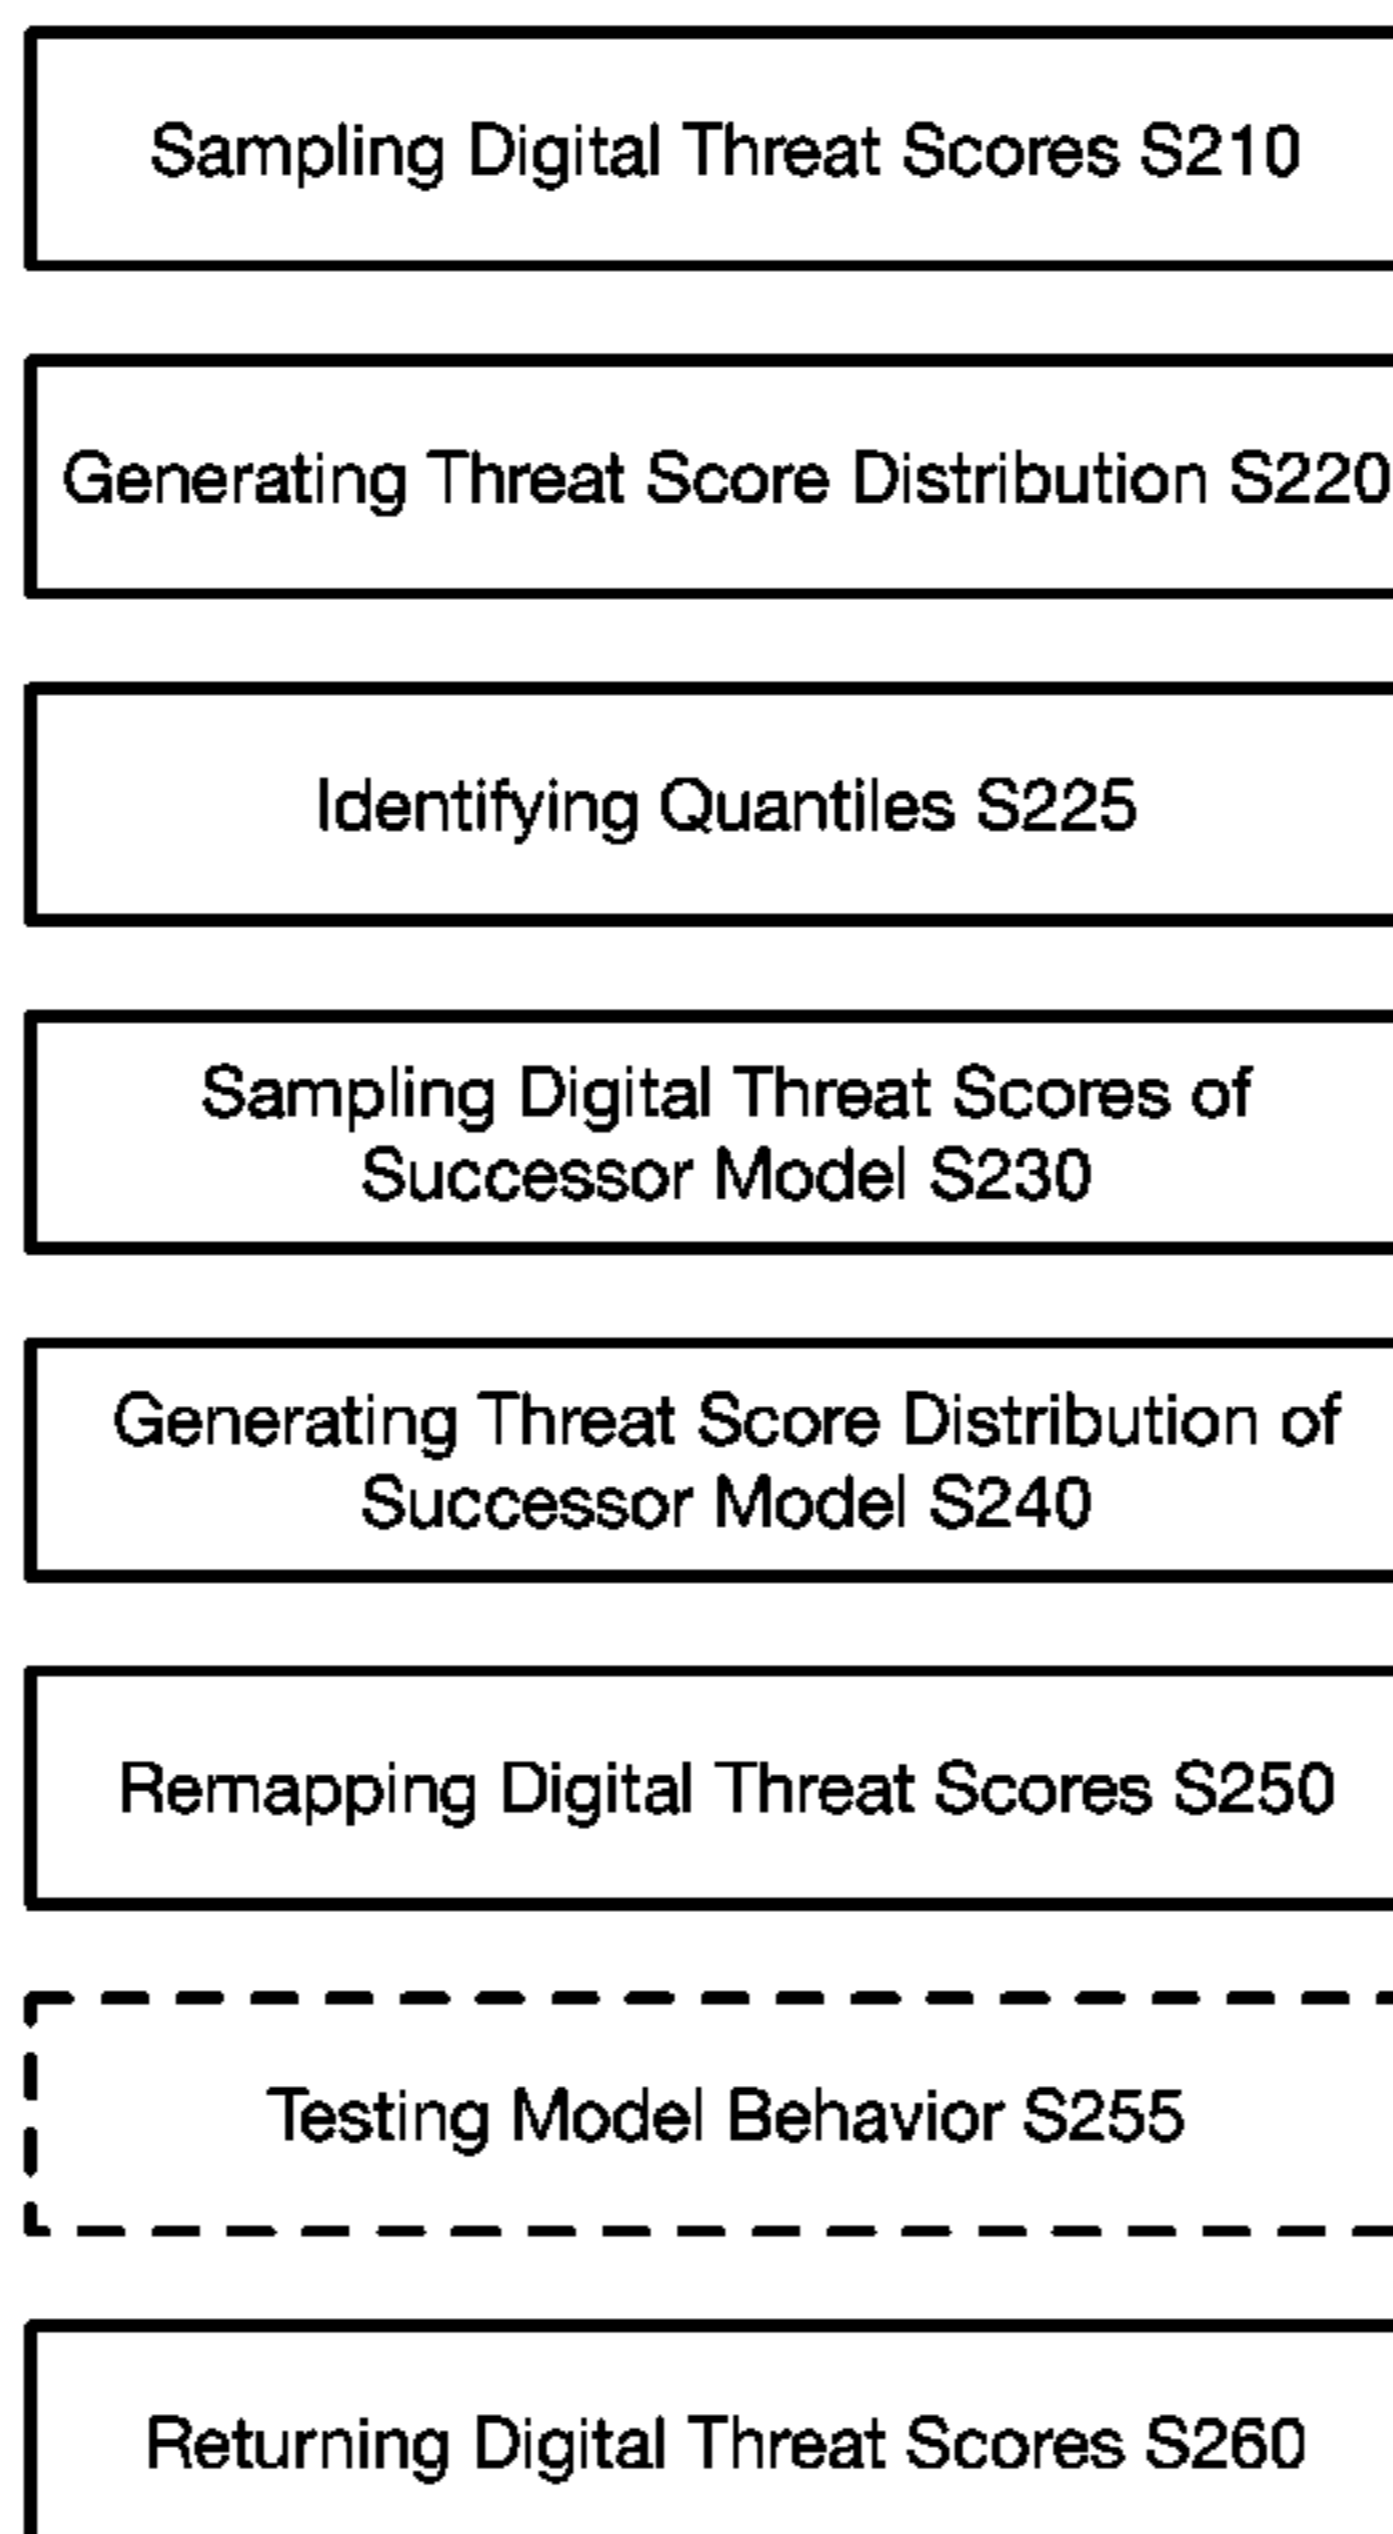 Sampling Digital Threat Scores S210
Generating Threat Score Distribution S220
Identifying Quantiles S225
Sampling Digital Threat Scores of
Successor Model S230
Generating Threat Score Distribution of
Successor Model S240
Remapping Digital Threat Scores S250
Testing Model Behavior S255
Returning Digital Threat Scores S260